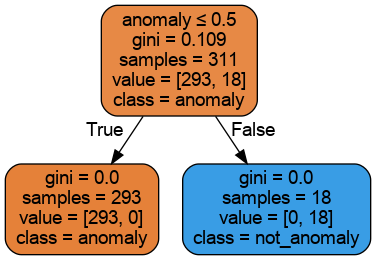 anomaly ≤ 0.5
gini = 0.109
samples = 311
value = [293, 18]
class = anomaly
True
False
gini = 0.0
samples = 293
value = [293, 0]
class = anomaly
gini = 0.0
samples = 18
value = [0, 18]
class = not_anomaly